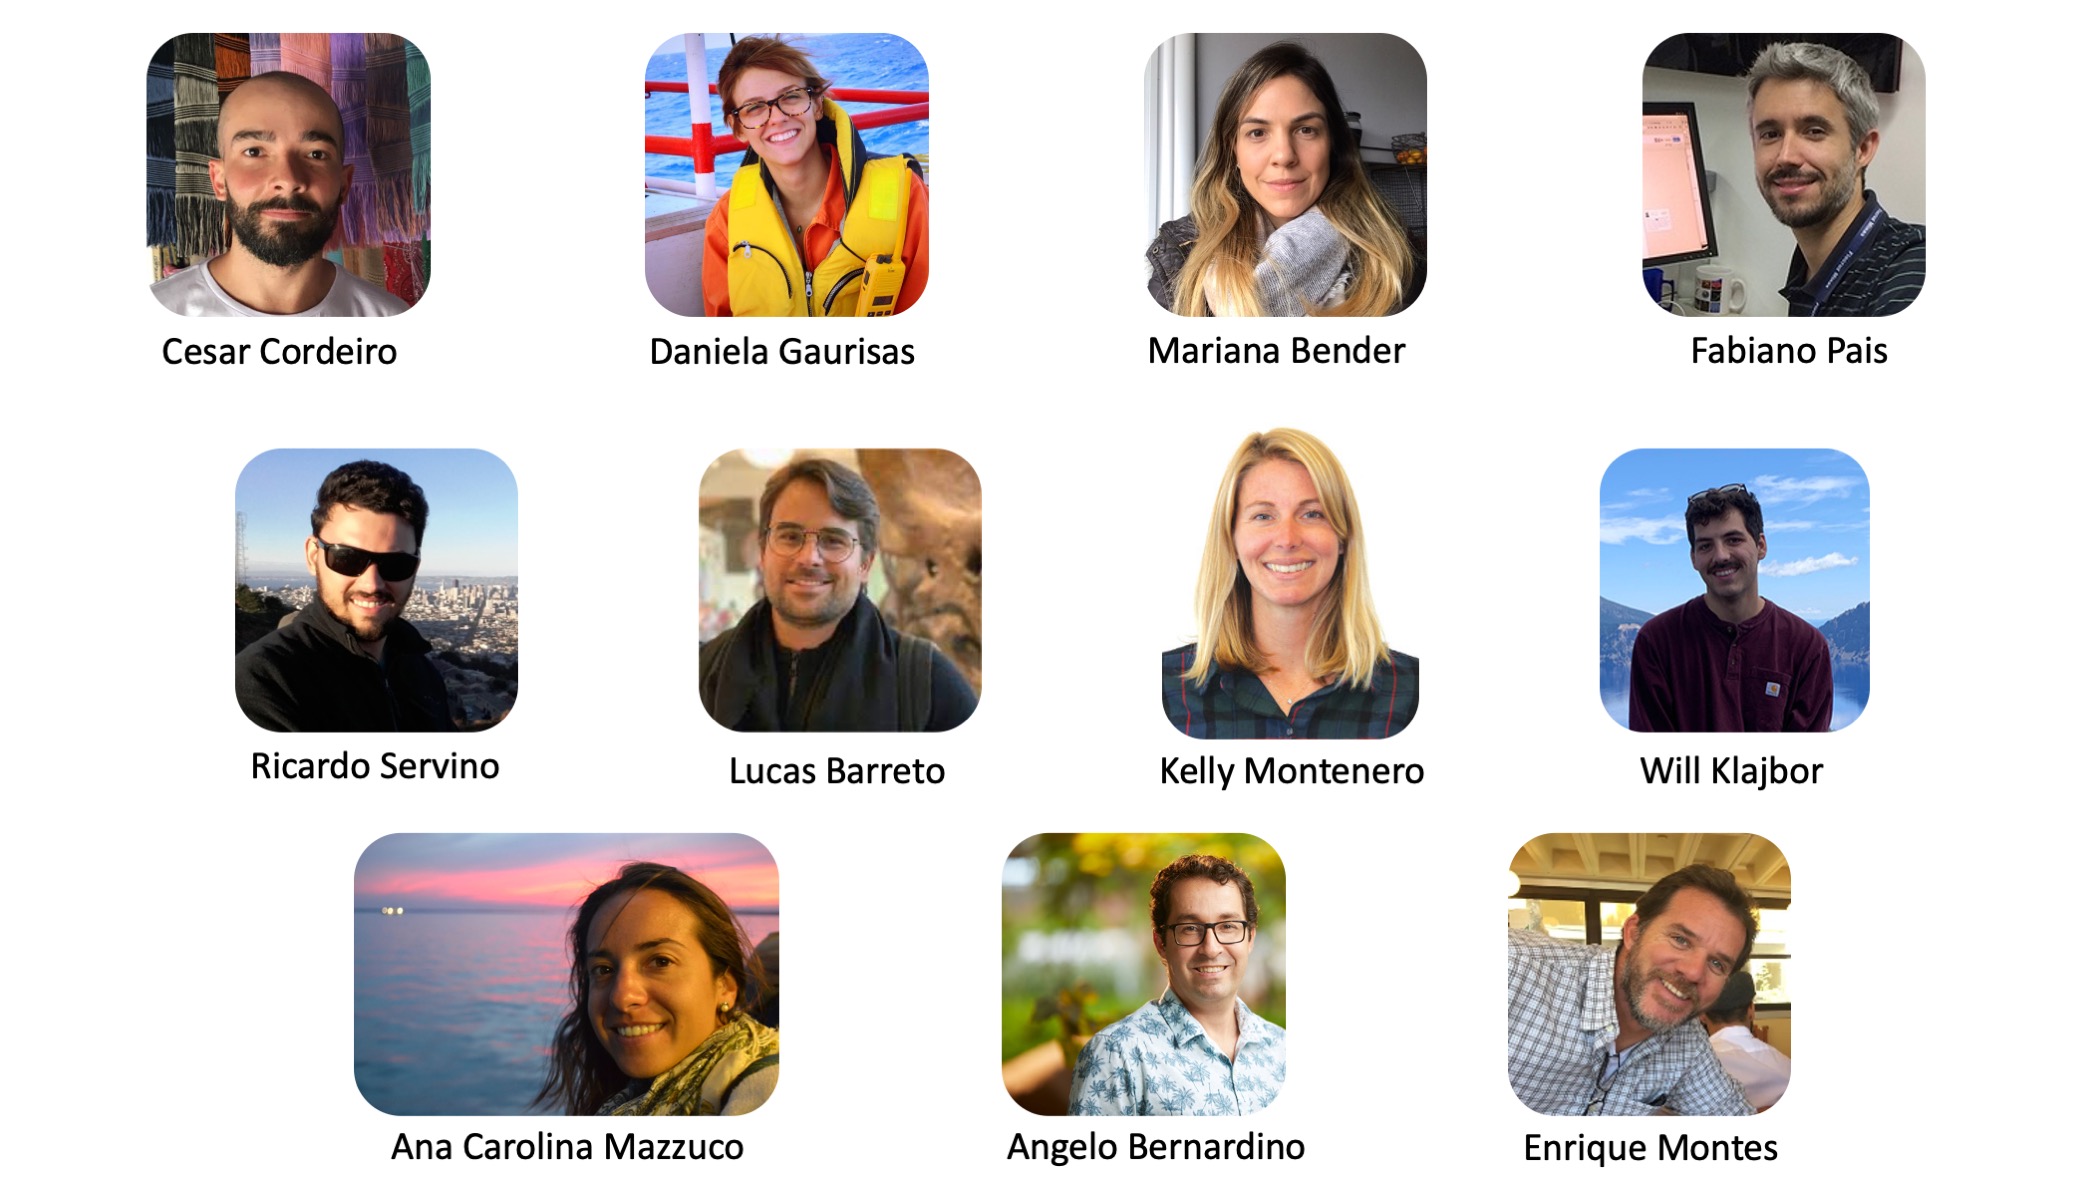 Cesar Cordeiro
Daniela Gaurisas
Mariana Bender
Fabiano Pais
Ricardo Servino
Lucas Barreto
Kelly Montenero
Will Klajbor
Ana Carolina Mazzuco
Angelo Bernardino
Enrique Montes